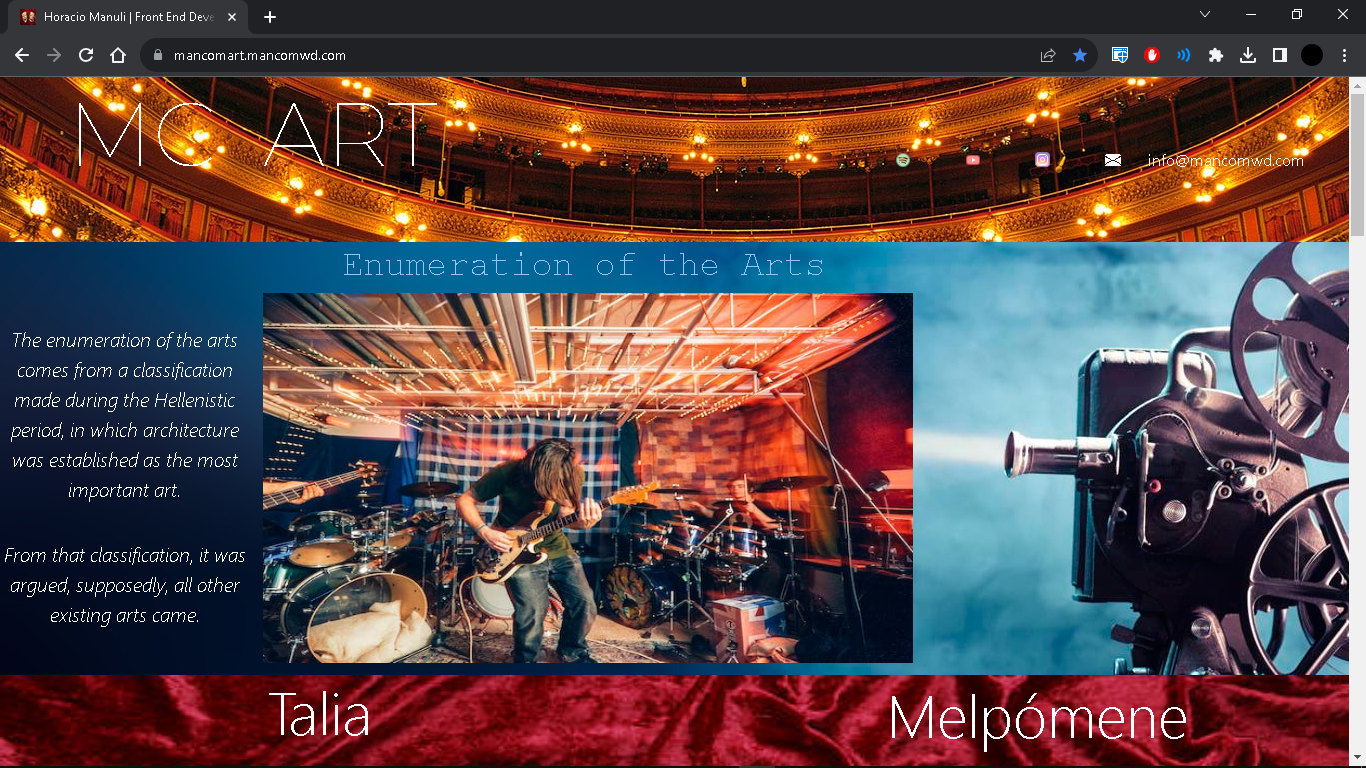 Horacio Manuli | Front End Deve
mancomart.mancomwd.com
MC ART
info@mancomwd.com
Enumeration of the Arts
The enumeration of the arts
comes from a classification
made during the Hellenistic
period, in which architecture
was established as the most
important art.
From that classification, it was
argued, supposedly, all other
existing arts came.
Talia
Melpómene